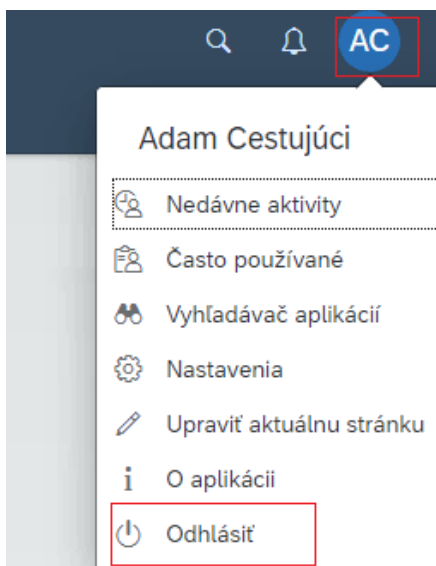 AC
Adam Cestujúci
Nedávne aktivity
Často používané
Vyhľadávač aplikácií
Nastavenia
Upraviť aktuálnu stránku
O aplikácii
Odhlásiť